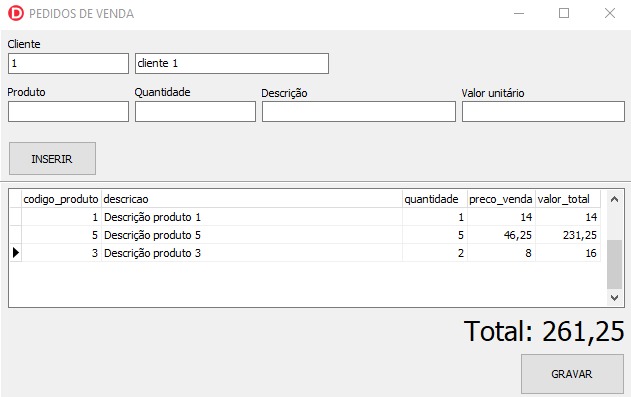 PEDIDOS DE VENDA
Cliente
1 cliente 1
Produto Quantidade Descrição Valor unitário
INSERIR
codigo_produto descricao quantidade preco_venda valor_total
1 Descrição produto 1 1 14 14
5 Descrição produto 5 5 46,25 231,25
3 Descrição produto 3 2 8 16
Total: 261,25
GRAVAR